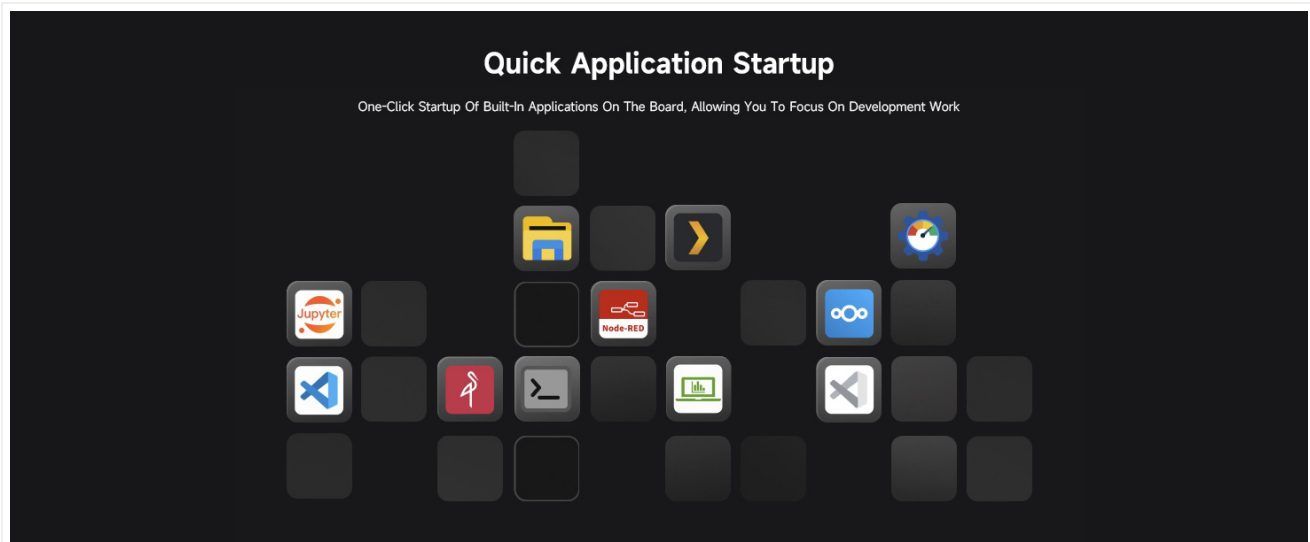 Quick Application Startup
One-Click Startup Of Built-In Applications On The Board, Allowing You To Focus On Development Work
Jupyter
Node-RED